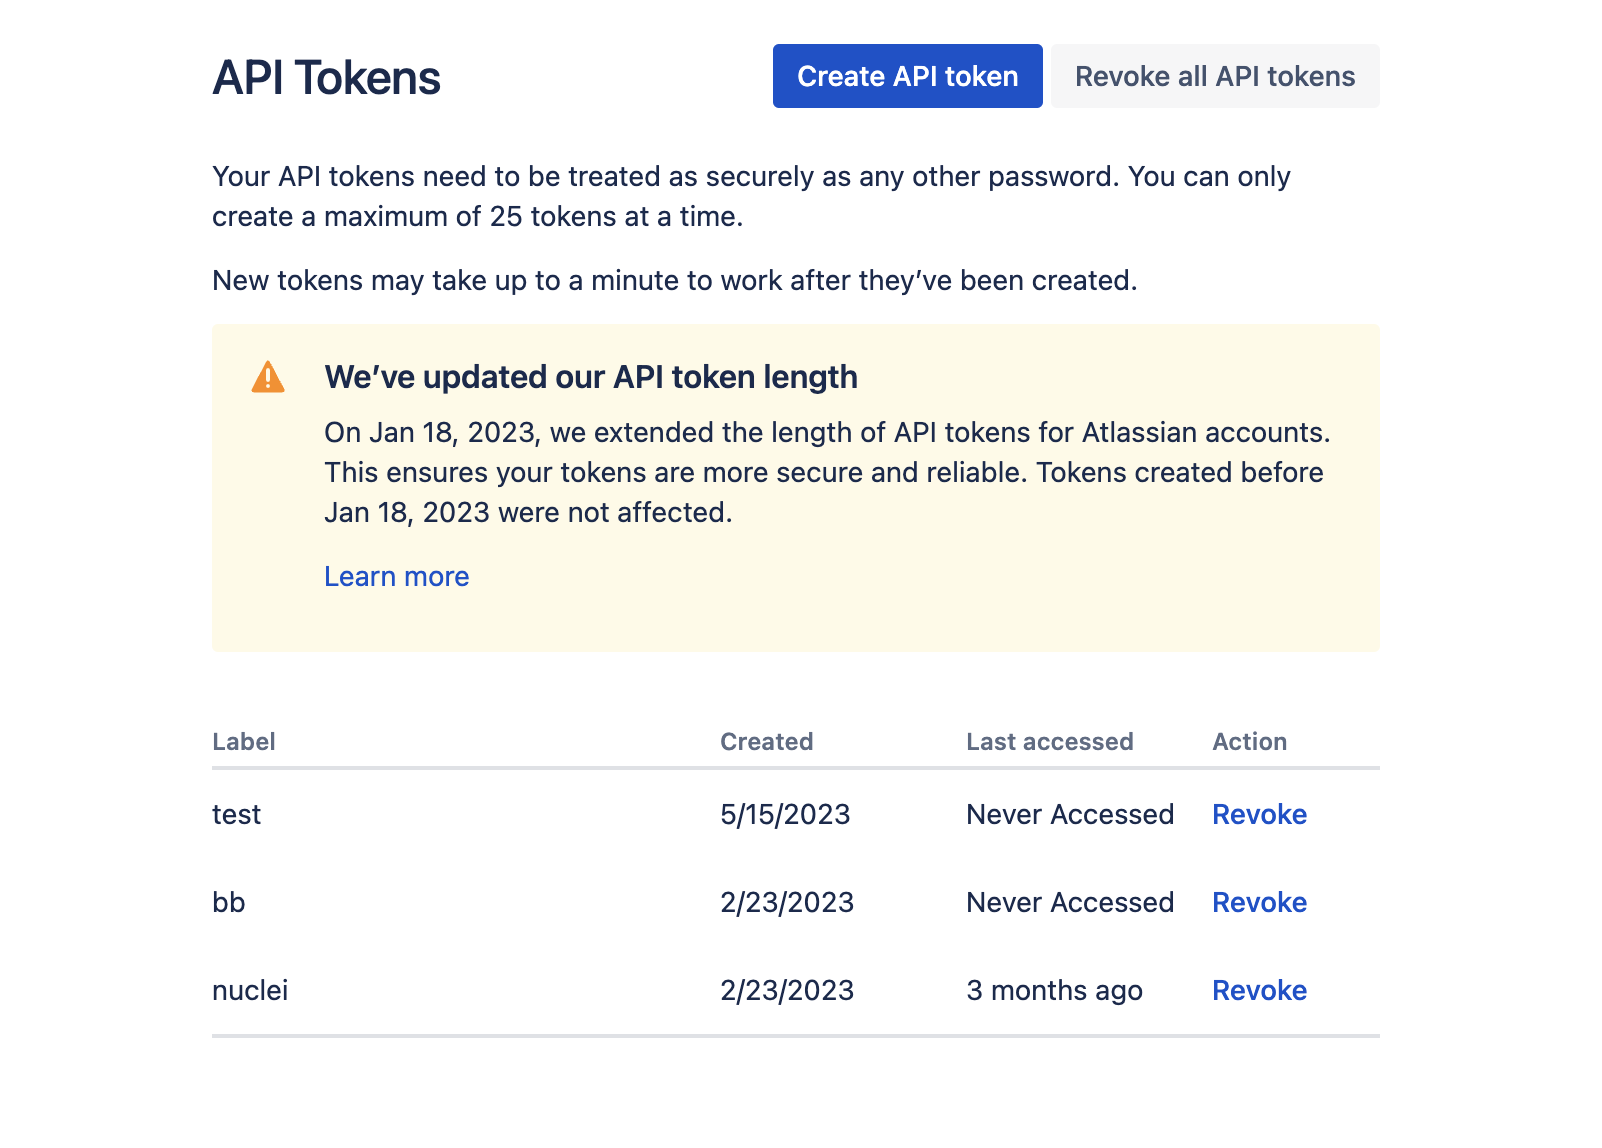 API Tokens
Create API token
Revoke all API tokens
Your API tokens need to be treated as securely as any other password. You can only
create a maximum of 25 tokens at a time.
New tokens may take up to a minute to work after they’ve been created.
We’ve updated our API token length
On Jan 18, 2023, we extended the length of API tokens for Atlassian accounts.
This ensures your tokens are more secure and reliable. Tokens created before
Jan 18, 2023 were not affected.
Learn more
Label Created Last accessed Action
test 5/15/2023 Never Accessed Revoke
bb 2/23/2023 Never Accessed Revoke
nuclei 2/23/2023 3 months ago Revoke